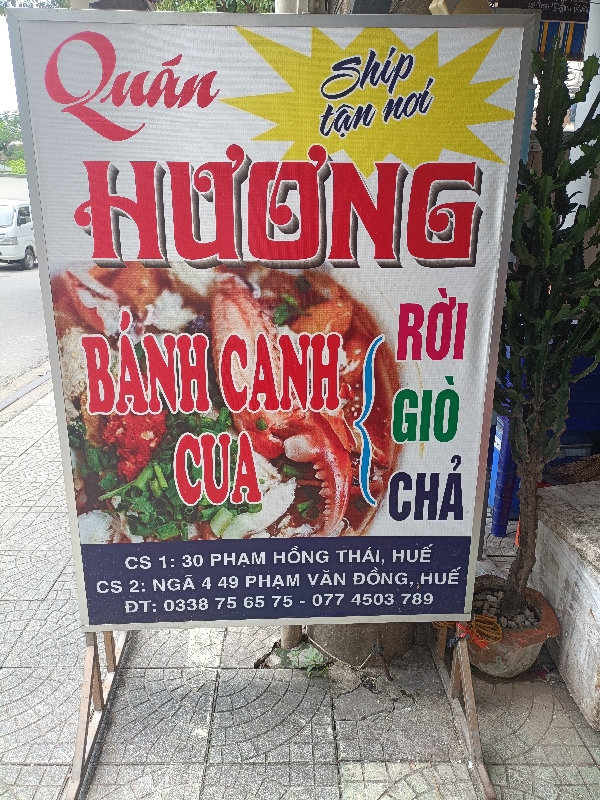 Quán
Ship
tận nơi
HƯƠNG
BÁNH CANH
CUA
RỜI
GIÒ
CHẢ
CS 1: 30 PHẠM HỒNG THÁI, HUẾ
CS 2: NGÃ 4 49 PHẠM VĂN ĐỒNG, HUẾ
ĐT: 0338 75 65 75 - 077 4503 789